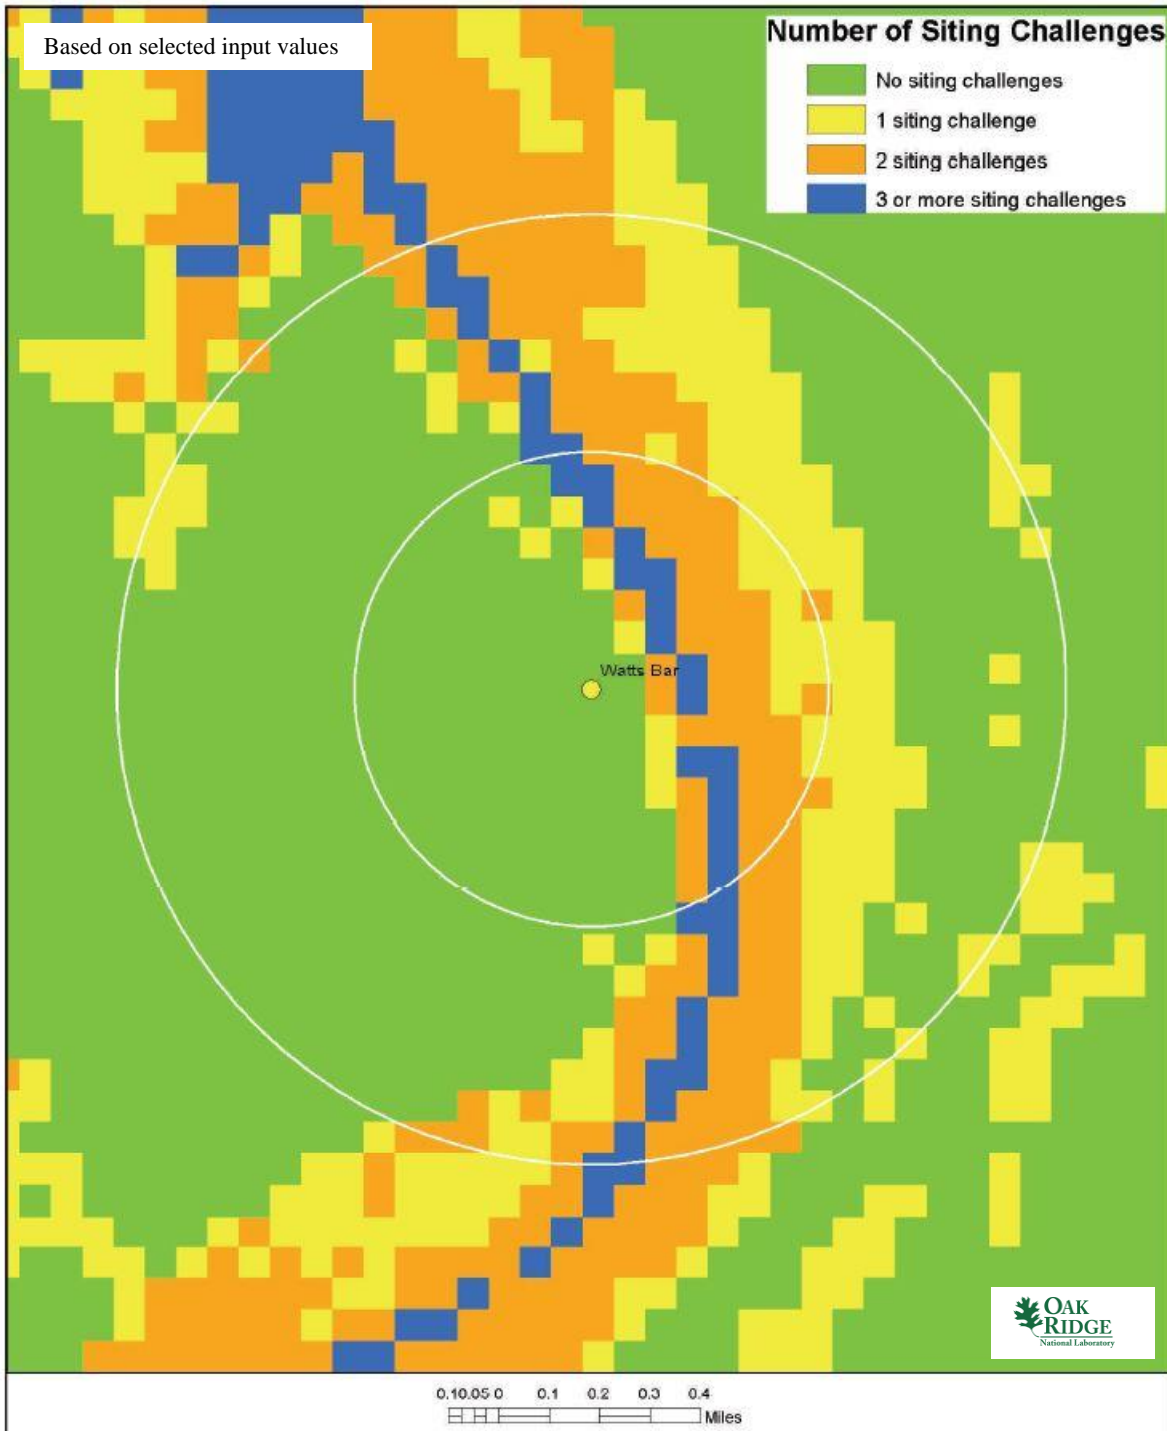 Based on selected input values
Number of Siting Challenges
No siting challenges
1 siting challenge
2 siting challenges
3 or more siting challenges
Watts Bar
OAK
RIDGE
National Laboratory
0.10.05 0 0.1 0.2 0.3 0.4
Miles